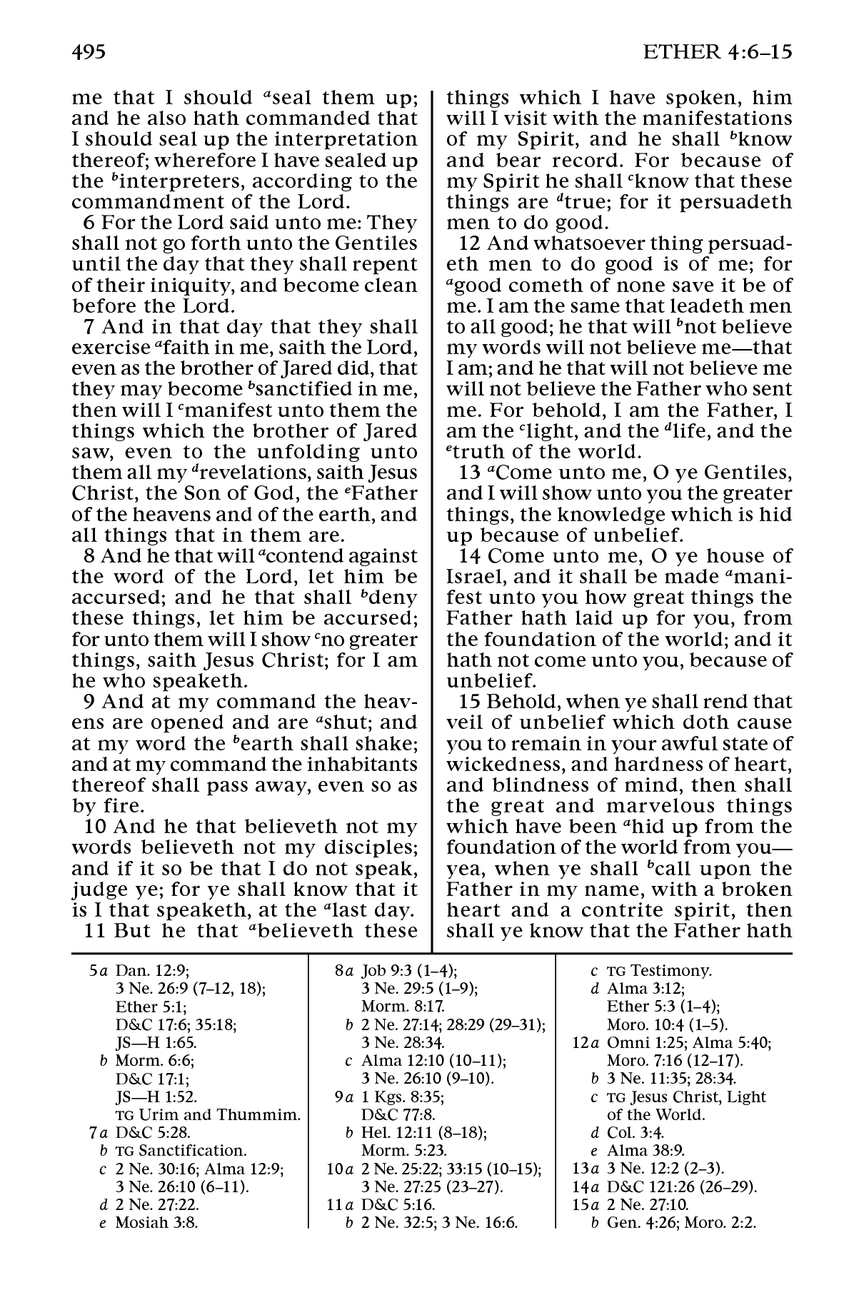 495
ETHER 4:6–15
me that I should ᵃseal them up;
and he also hath commanded that
I should seal up the interpretation
thereof; wherefore I have sealed up
the ᵇinterpreters, according to the
commandment of the Lord.
6 For the Lord said unto me: They
shall not go forth unto the Gentiles
until the day that they shall repent
of their iniquity, and become clean
before the Lord.
7 And in that day that they shall
exercise ᵃfaith in me, saith the Lord,
even as the brother of Jared did, that
they may become ᵇsanctified in me,
then will I ᶜmanifest unto them the
things which the brother of Jared
saw, even to the unfolding unto
them all my ᵈrevelations, saith Jesus
Christ, the Son of God, the ᵉFather
of the heavens and of the earth, and
all things that in them are.
8 And he that will ᵃcontend against
the word of the Lord, let him be
accursed; and he that shall ᵇdeny
these things, let him be accursed;
for unto them will I show ᶜno greater
things, saith Jesus Christ; for I am
he who speaketh.
9 And at my command the heav-
ens are opened and are ᵃshut; and
at my word the ᵇearth shall shake;
and at my command the inhabitants
thereof shall pass away, even so as
by fire.
10 And he that believeth not my
words believeth not my disciples;
and if it so be that I do not speak,
judge ye; for ye shall know that it
is I that speaketh, at the ᵃlast day.
11 But he that ᵃbelieveth these
things which I have spoken, him
will I visit with the manifestations
of my Spirit, and he shall ᵇknow
and bear record. For because of
my Spirit he shall ᶜknow that these
things are ᵈtrue; for it persuadeth
men to do good.
12 And whatsoever thing persuad-
eth men to do good is of me; for
ᵃgood cometh of none save it be of
me. I am the same that leadeth men
to all good; he that will ᵇnot believe
my words will not believe me—that
I am; and he that will not believe me
will not believe the Father who sent
me. For behold, I am the Father, I
am the ᶜlight, and the ᵈlife, and the
ᵉtruth of the world.
13 ᵃCome unto me, O ye Gentiles,
and I will show unto you the greater
things, the knowledge which is hid
up because of unbelief.
14 Come unto me, O ye house of
Israel, and it shall be made ᵃmani-
fest unto you how great things the
Father hath laid up for you, from
the foundation of the world; and it
hath not come unto you, because of
unbelief.
15 Behold, when ye shall rend that
veil of unbelief which doth cause
you to remain in your awful state of
wickedness, and hardness of heart,
and blindness of mind, then shall
the great and marvelous things
which have been ᵃhid up from the
foundation of the world from you—
yea, when ye shall ᵇcall upon the
Father in my name, with a broken
heart and a contrite spirit, then
shall ye know that the Father hath
5a Dan. 12:9;
3 Ne. 26:9 (7–12, 18);
Ether 5:1;
D&C 17:6; 35:18;
JS—H 1:65.
b Morm. 6:6;
D&C 17:1;
JS—H 1:52.
TG Urim and Thummim.
7a D&C 5:28.
b TG Sanctification.
c 2 Ne. 30:16; Alma 12:9;
3 Ne. 26:10 (6–11).
d 2 Ne. 27:22.
e Mosiah 3:8.
8a Job 9:3 (1–4);
3 Ne. 29:5 (1–9);
Morm. 8:17.
b 2 Ne. 27:14; 28:29 (29–31);
3 Ne. 28:34.
c Alma 12:10 (10–11);
3 Ne. 26:10 (9–10).
9a 1 Kgs. 8:35;
D&C 77:8.
b Hel. 12:11 (8–18);
Morm. 5:23.
10a 2 Ne. 25:22; 33:15 (10–15);
3 Ne. 27:25 (23–27).
11a D&C 5:16.
b 2 Ne. 32:5; 3 Ne. 16:6.
c TG Testimony.
d Alma 3:12;
Ether 5:3 (1–4);
Moro. 10:4 (1–5).
12a Omni 1:25; Alma 5:40;
Moro. 7:16 (12–17).
b 3 Ne. 11:35; 28:34.
c TG Jesus Christ, Light
of the World.
d Col. 3:4.
e Alma 38:9.
13a 3 Ne. 12:2 (2–3).
14a D&C 121:26 (26–29).
15a 2 Ne. 27:10.
b Gen. 4:26; Moro. 2:2.